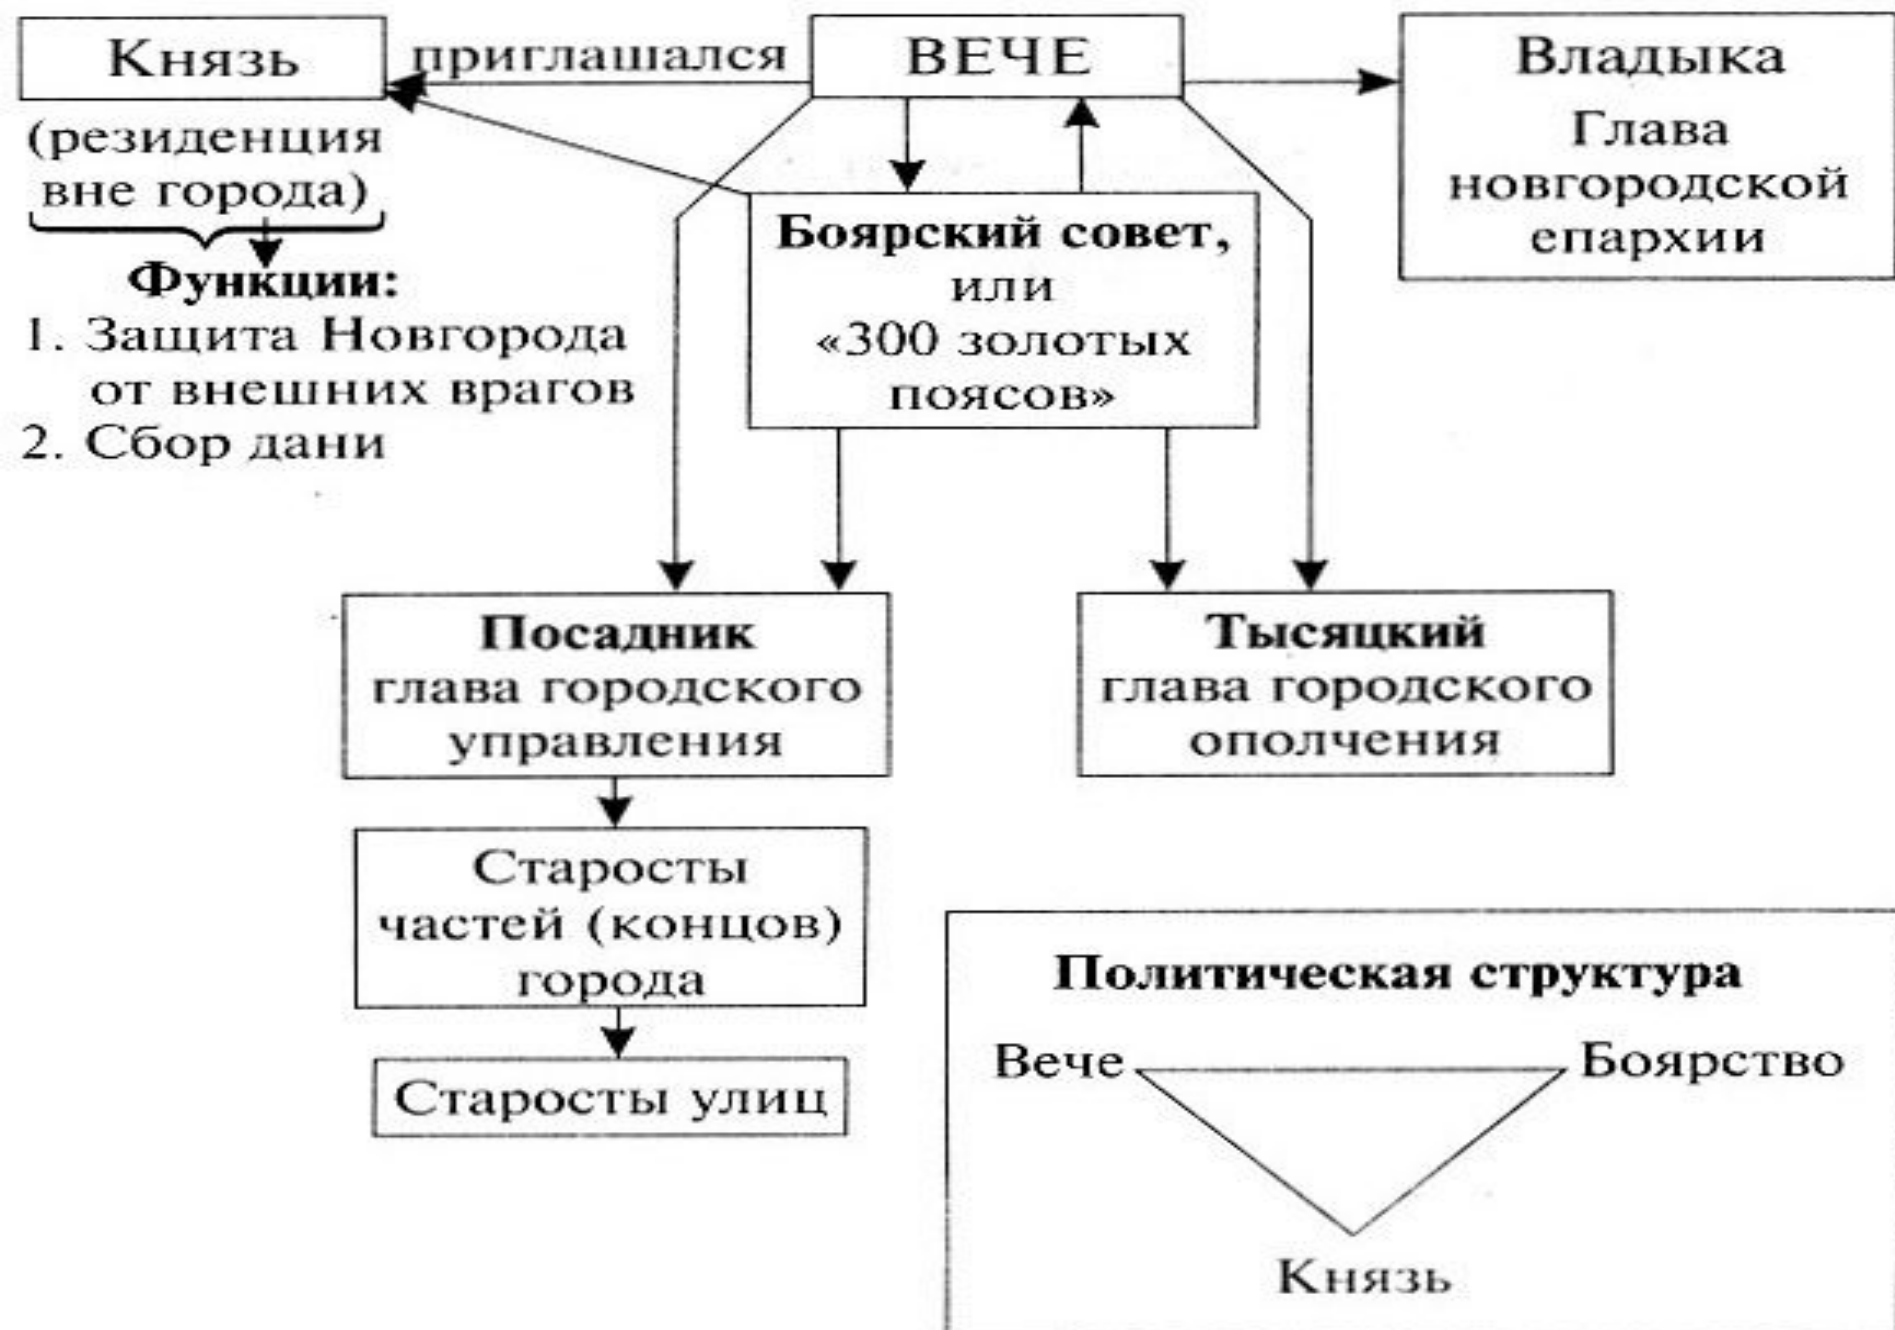 Князь
приглашался
ВЕЧЕ
Владыка
Глава
новгородской
епархии
(резиденция
вне города)
Функции:
1. Защита Новгорода
от внешних врагов
2. Сбор дани
Боярский совет,
или
«300 золотых
поясов»
Посадник
глава городского
управления
Тысяцкий
глава городского
ополчения
Старосты
частей (концов)
города
Старосты улиц
Политическая структура
Вече
Боярство
Князь